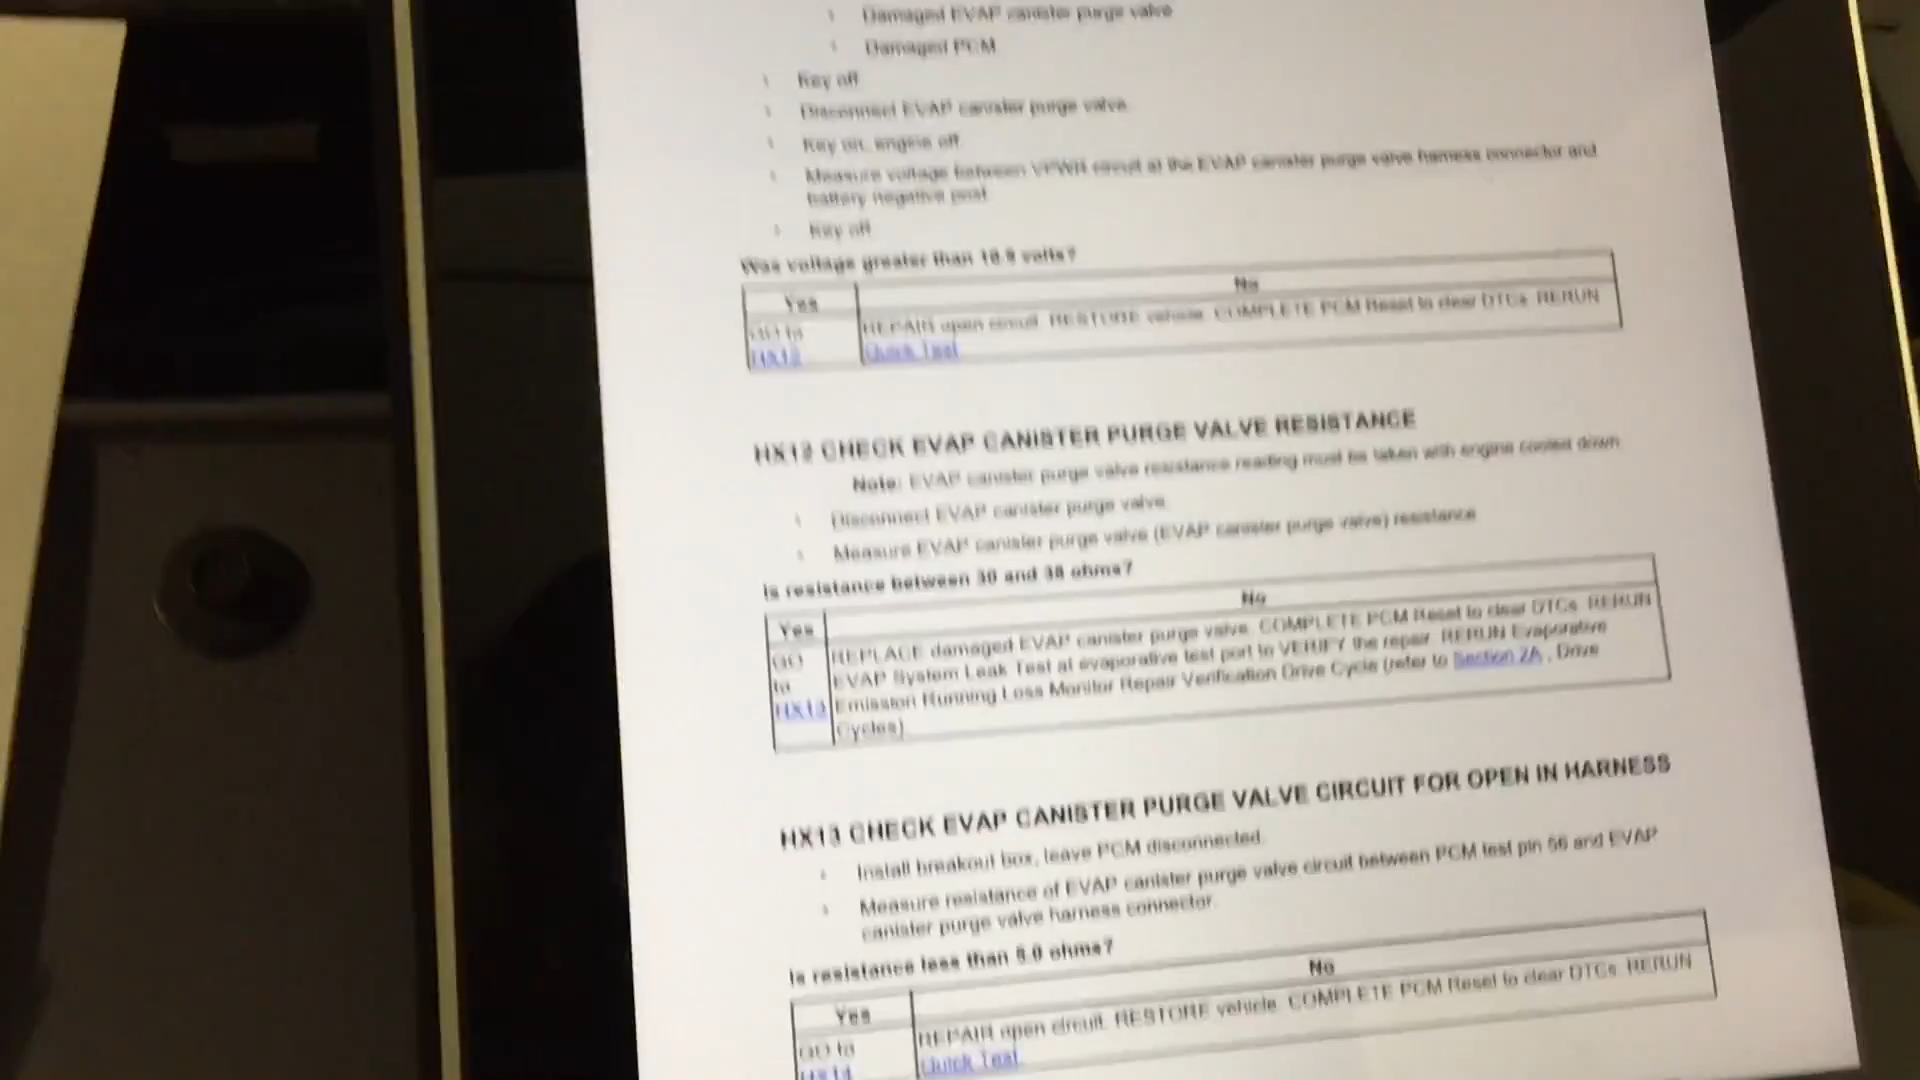 Damaged EVAP canister purge valve
Damaged PCM
Key off
Disconnect EVAP canister purge valve.
Key on, engine off.
Measure voltage between VPWR circuit at the EVAP canister purge valve harness connector and
battery negative post.
Key off
Was voltage greater than 10.5 volts?
Yes
No
GO to
HX12
REPAIR open circuit. RESTORE vehicle. COMPLETE PCM Reset to clear DTCs. RERUN
Quick Test
HX12 CHECK EVAP CANISTER PURGE VALVE RESISTANCE
Note: EVAP canister purge valve resistance reading must be taken with engine cooled down.
Disconnect EVAP canister purge valve.
Measure EVAP canister purge valve (EVAP canister purge valve) resistance
Is resistance between 30 and 38 ohms?
Yes
No
GO
to
HX13
REPLACE damaged EVAP canister purge valve. COMPLETE PCM Reset to clear DTCs. RERUN
EVAP System Leak Test at evaporative test port to VERIFY the repair. RERUN Evaporative
Emission Running Loss Monitor Repair Verification Drive Cycle (refer to Section 2A , Drive
Cycles)
HX13 CHECK EVAP CANISTER PURGE VALVE CIRCUIT FOR OPEN IN HARNESS
Install breakout box, leave PCM disconnected.
Measure resistance of EVAP canister purge valve circuit between PCM test pin 56 and EVAP
canister purge valve harness connector.
Is resistance less than 5.0 ohms?
Yes
No
GO to
HX14
REPAIR open circuit. RESTORE vehicle. COMPLETE PCM Reset to clear DTCs. RERUN
Quick Test